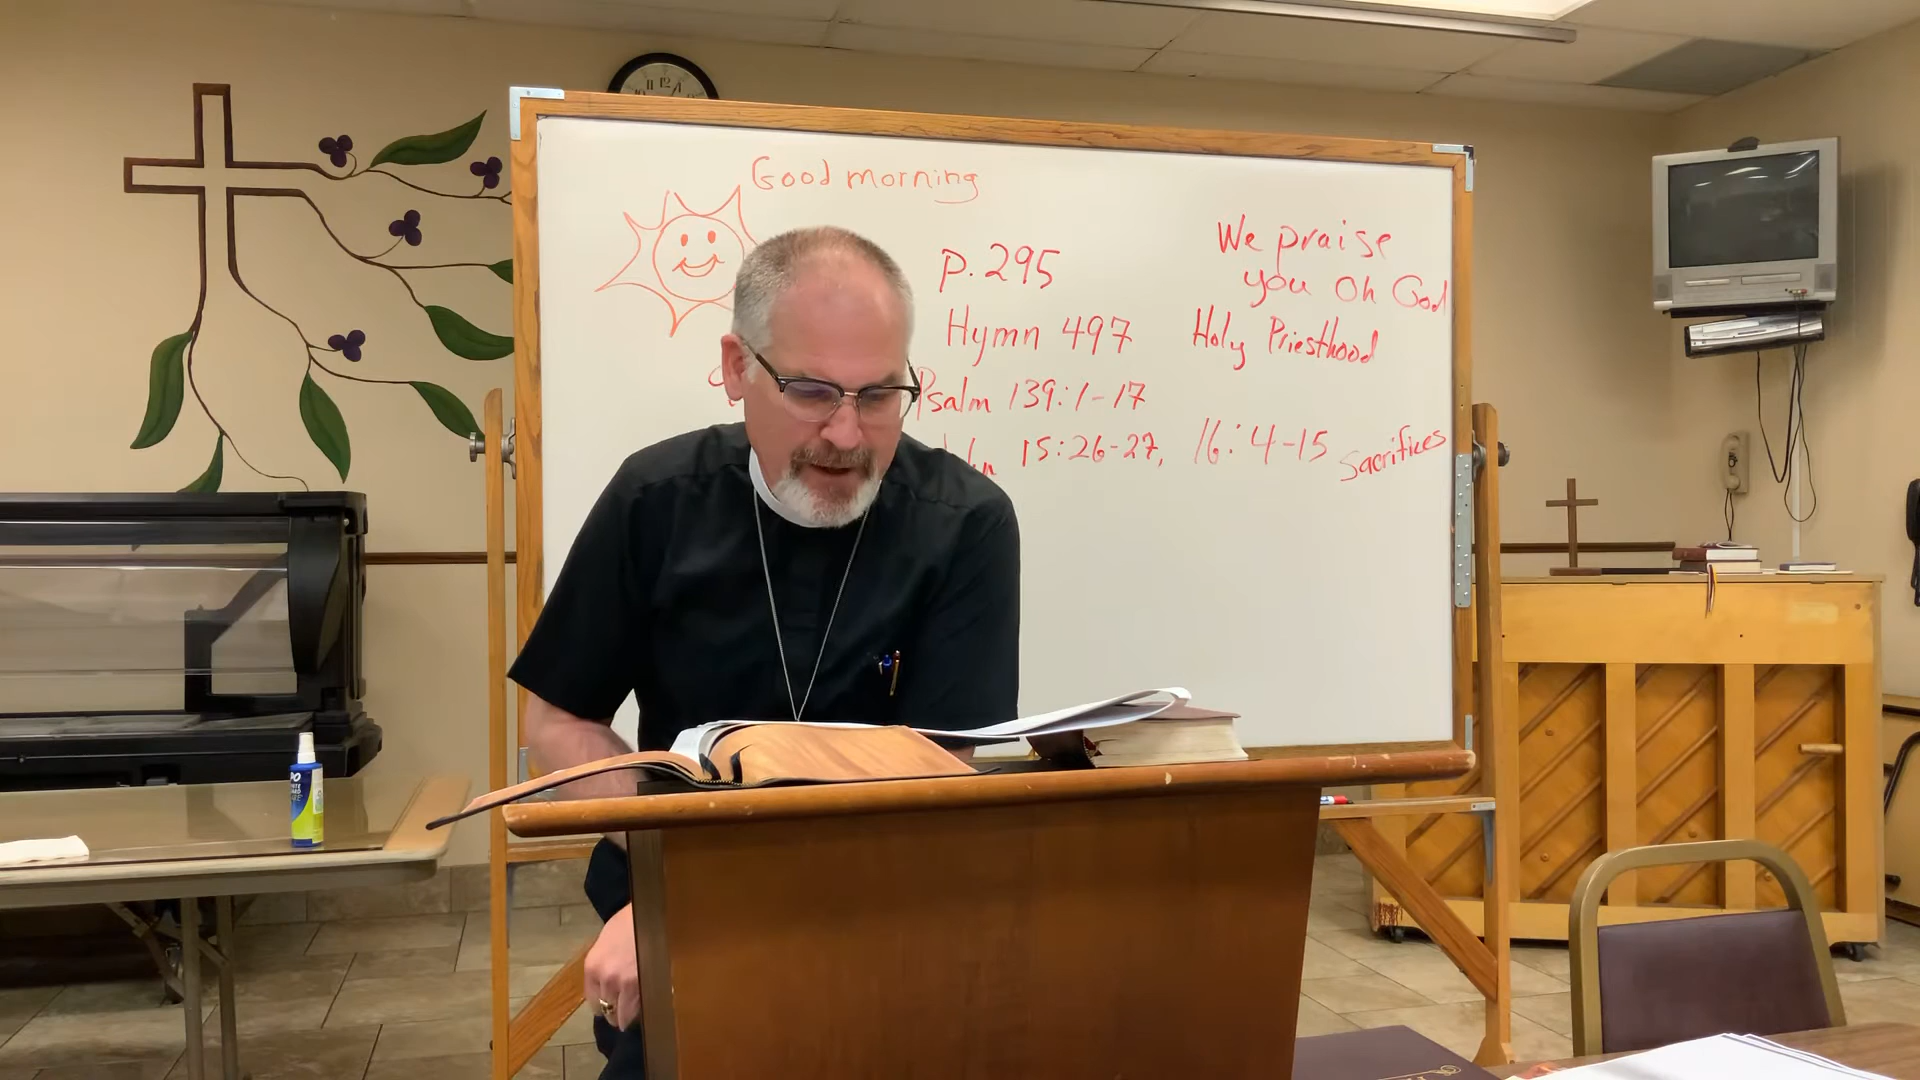 Good morning
We praise
you Oh God
p. 295
Hymn 497
Holy Priesthood
Psalm 139:1-17
15:26-27, 16:4-15 Sacrifices